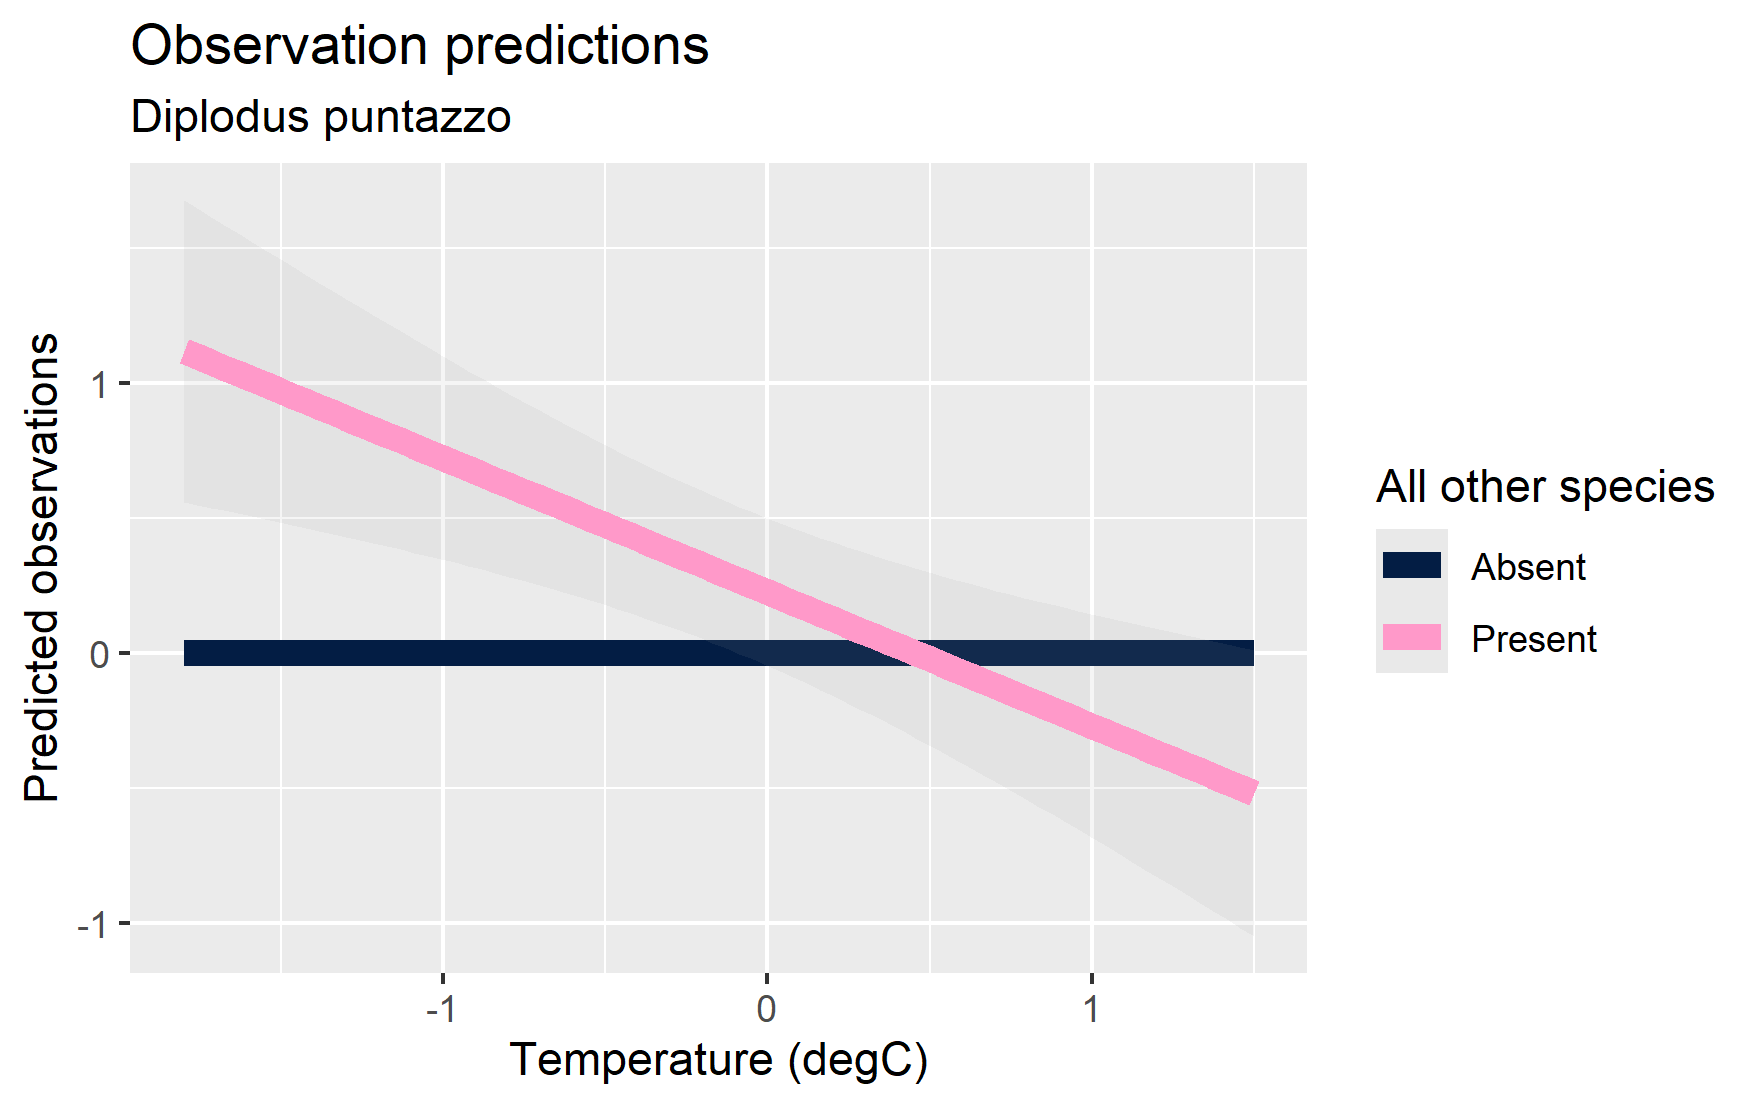 Observation predictions
Diplodus puntazzo
Predicted observations
1
0
-1
-1
0
1
Temperature (degC)
All other species
Absent
Present